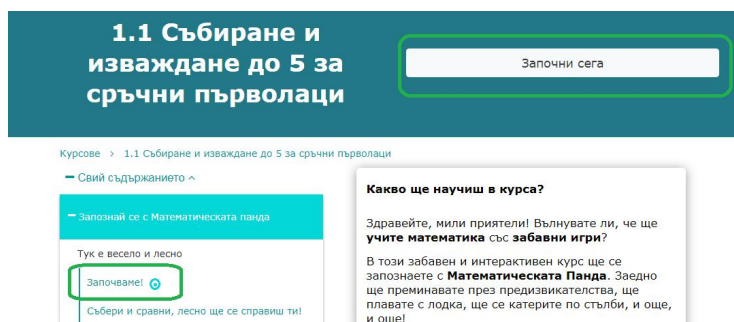 1.1 Събиране и
изваждане до 5 за
сръчни първолаци
Започни сега
Курсове > 1.1 Събиране и изваждане до 5 за сръчни първолаци
Свий съдържанието
Запознай се с Математическата панда
Тук е весело и лесно
Започваме!
Събери и сравни, лесно ще се справиш ти!
Какво ще научиш в курса?
Здравейте, мили приятели! Вълнувате ли, че ще
учите математика със забавни игри?
В този забавен и интерактивен курс ще се
запознаете с Математическата Панда. Заедно
ще преминавате през предизвикателства, ще
плавате с лодка, ще се катерите по стълби, и още,
и още!